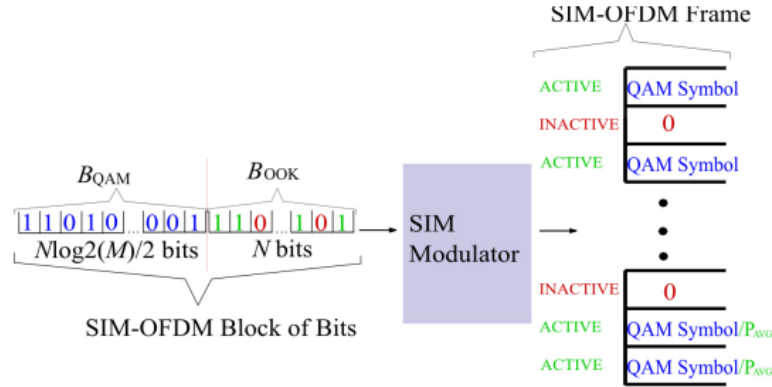 SIM-OFDM Frame
ACTIVE QAM Symbol
INACTIVE 0
ACTIVE QAM Symbol
B_QAM B_OOK
1 1 0 1 0 ... 0 0 1 1 1 0 ... 1 0 1
Nlog2(M)/2 bits N bits
SIM
Modulator
SIM-OFDM Block of Bits
INACTIVE 0
ACTIVE QAM Symbol/P_AVG
ACTIVE QAM Symbol/P_AVG